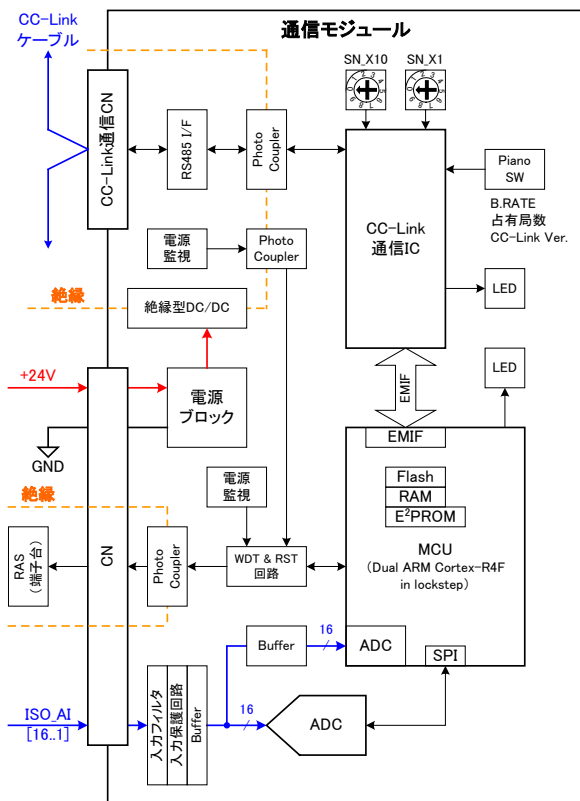 CC-Link
ケーブル
通信モジュール
SN_X10
SN_X1
CC-Link通信CN
RS485 I/F
Photo
Coupler
CC-Link
通信IC
Piano
SW
B.RATE
占有局数
CC-Link Ver.
電源
監視
Photo
Coupler
LED
絶縁
絶縁型DC/DC
+24V
電源
ブロック
GND
EMIF
LED
EMIF
Flash
RAM
E²PROM
MCU
(Dual ARM Cortex-R4F
in lockstep)
電源
監視
絶縁
RAS
(端子台)
CN
Photo
Coupler
WDT & RST
回路
Buffer
16
ADC
SPI
ISO_AI
[16..1]
入力フィルタ
入力保護回路
Buffer
16
ADC